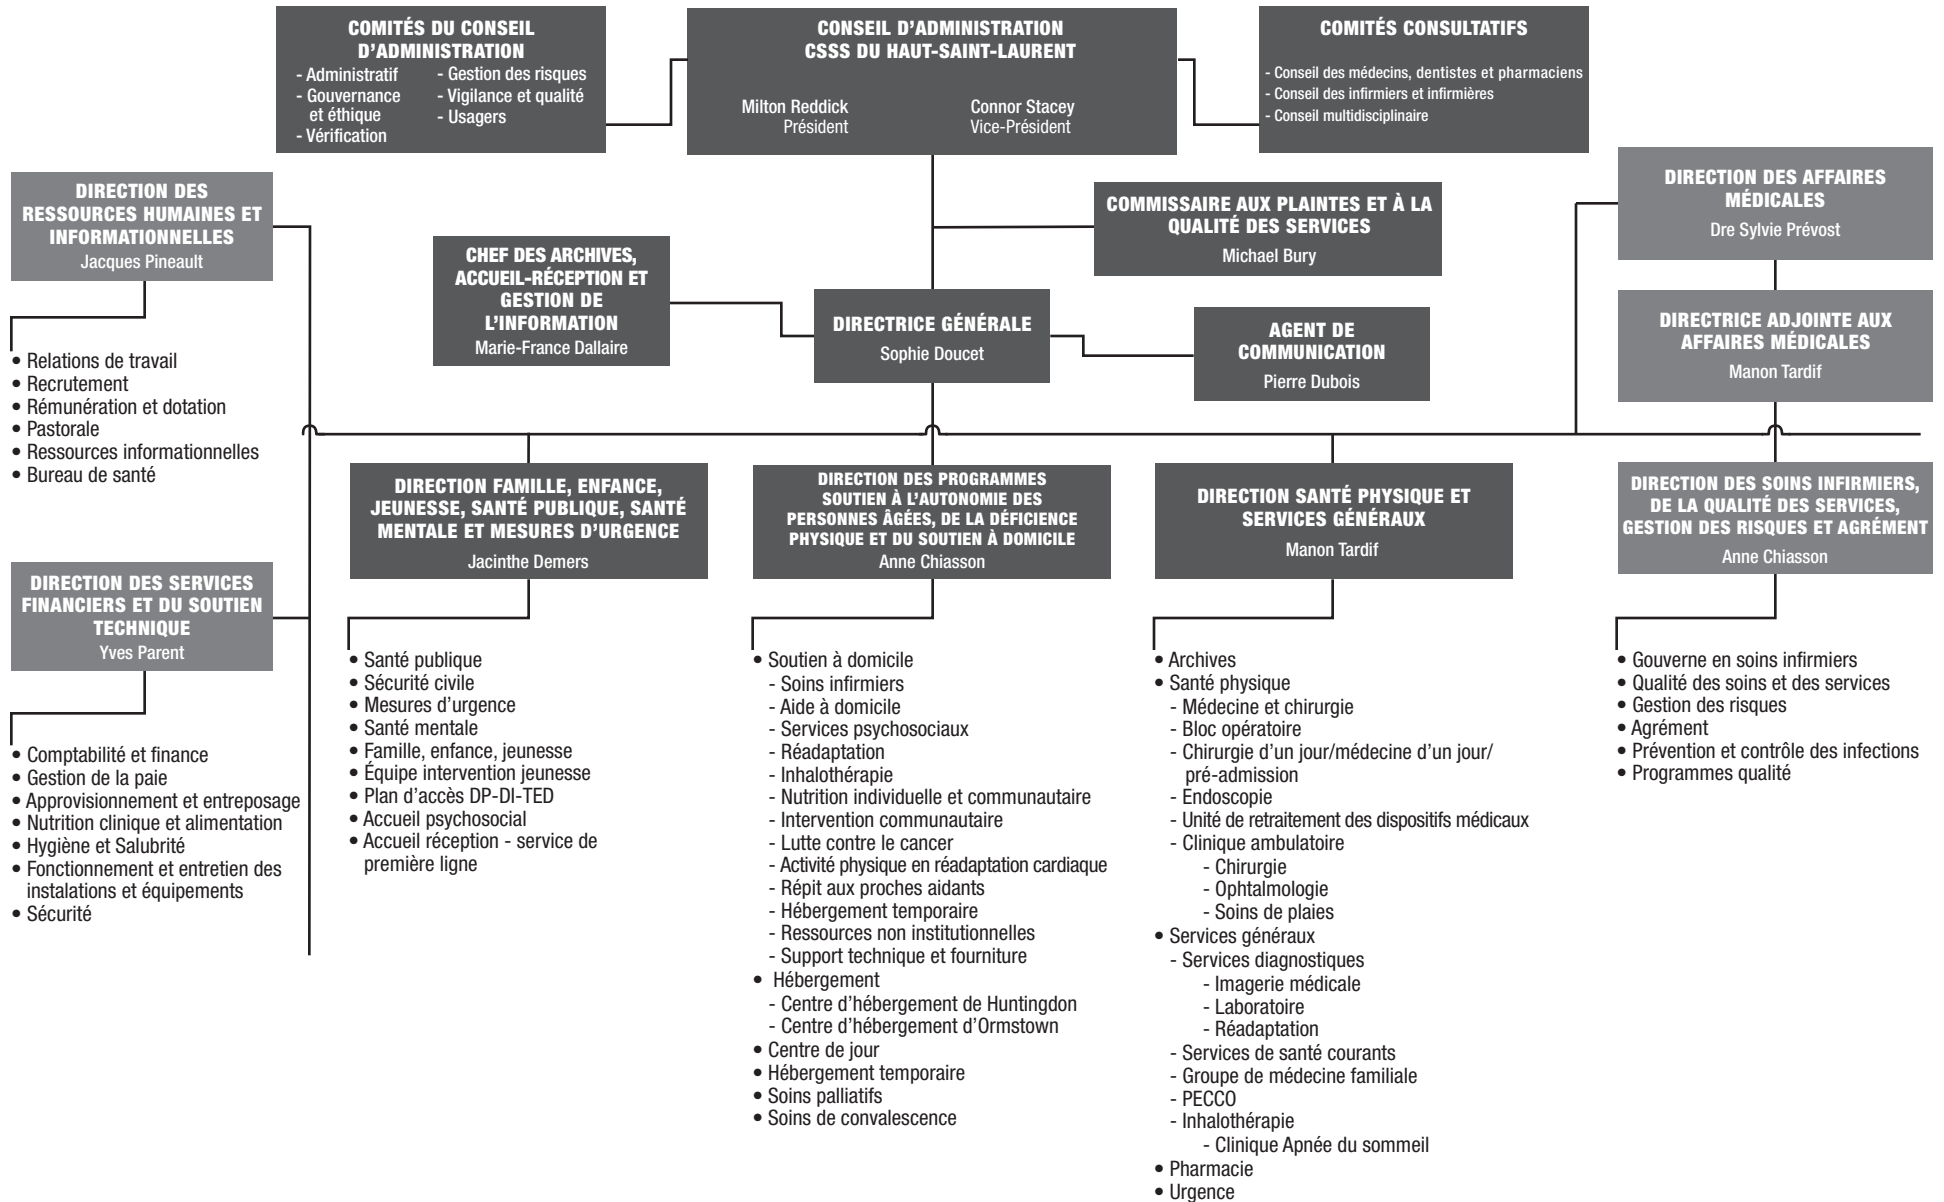 COMITÉS DU CONSEIL
D'ADMINISTRATION
- Administratif
- Gouvernance
et éthique
- Vérification
- Gestion des risques
- Vigilance et qualité
- Usagers
CONSEIL D'ADMINISTRATION
CSSS DU HAUT-SAINT-LAURENT
Milton Reddick
Président
Connor Stacey
Vice-Président
COMITÉS CONSULTATIFS
- Conseil des médecins, dentistes et pharmaciens
- Conseil des infirmiers et infirmières
- Conseil multidisciplinaire
DIRECTION DES
RESSOURCES HUMAINES ET
INFORMATIONNELLES
Jacques Pineault
• Relations de travail
• Recrutement
• Rémunération et dotation
• Pastorale
• Ressources informationnelles
• Bureau de santé
CHEF DES ARCHIVES,
ACCUEIL-RÉCEPTION ET
GESTION DE
L'INFORMATION
Marie-France Dallaire
COMMISSAIRE AUX PLAINTES ET À LA
QUALITÉ DES SERVICES
Michael Bury
DIRECTRICE GÉNÉRALE
Sophie Doucet
AGENT DE
COMMUNICATION
Pierre Dubois
DIRECTION DES AFFAIRES
MÉDICALES
Dre Sylvie Prévost
DIRECTRICE ADJOINTE AUX
AFFAIRES MÉDICALES
Manon Tardif
DIRECTION DES SERVICES
FINANCIERS ET DU SOUTIEN
TECHNIQUE
Yves Parent
• Comptabilité et finance
• Gestion de la paie
• Approvisionnement et entreposage
• Nutrition clinique et alimentation
• Hygiène et Salubrité
• Fonctionnement et entretien des
instalations et équipements
• Sécurité
DIRECTION FAMILLE, ENFANCE,
JEUNESSE, SANTÉ PUBLIQUE, SANTÉ
MENTALE ET MESURES D'URGENCE
Jacinthe Demers
• Santé publique
• Sécurité civile
• Mesures d'urgence
• Santé mentale
• Famille, enfance, jeunesse
• Équipe intervention jeunesse
• Plan d'accès DP-DI-TED
• Accueil psychosocial
• Accueil réception - service de
première ligne
DIRECTION DES PROGRAMMES
SOUTIEN À L'AUTONOMIE DES
PERSONNES ÂGÉES, DE LA DÉFICIENCE
PHYSIQUE ET DU SOUTIEN À DOMICILE
Anne Chiasson
• Soutien à domicile
- Soins infirmiers
- Aide à domicile
- Services psychosociaux
- Réadaptation
- Inhalothérapie
- Nutrition individuelle et communautaire
- Intervention communautaire
- Lutte contre le cancer
- Activité physique en réadaptation cardiaque
- Répit aux proches aidants
- Hébergement temporaire
- Ressources non institutionnelles
- Support technique et fourniture
• Hébergement
- Centre d'hébergement de Huntingdon
- Centre d'hébergement d'Ormstown
• Centre de jour
• Hébergement temporaire
• Soins palliatifs
• Soins de convalescence
DIRECTION SANTÉ PHYSIQUE ET
SERVICES GÉNÉRAUX
Manon Tardif
• Archives
• Santé physique
- Médecine et chirurgie
- Bloc opératoire
- Chirurgie d'un jour/médecine d'un jour/
pré-admission
- Endoscopie
- Unité de retraitement des dispositifs médicaux
- Clinique ambulatoire
- Chirurgie
- Ophtalmologie
- Soins de plaies
• Services généraux
- Services diagnostiques
- Imagerie médicale
- Laboratoire
- Réadaptation
- Services de santé courants
- Groupe de médecine familiale
- PECCO
- Inhalothérapie
- Clinique Apnée du sommeil
• Pharmacie
• Urgence
DIRECTION DES SOINS INFIRMIERS,
DE LA QUALITÉ DES SERVICES,
GESTION DES RISQUES ET AGRÉMENT
Anne Chiasson
• Gouverne en soins infirmiers
• Qualité des soins et des services
• Gestion des risques
• Agrément
• Prévention et contrôle des infections
• Programmes qualité